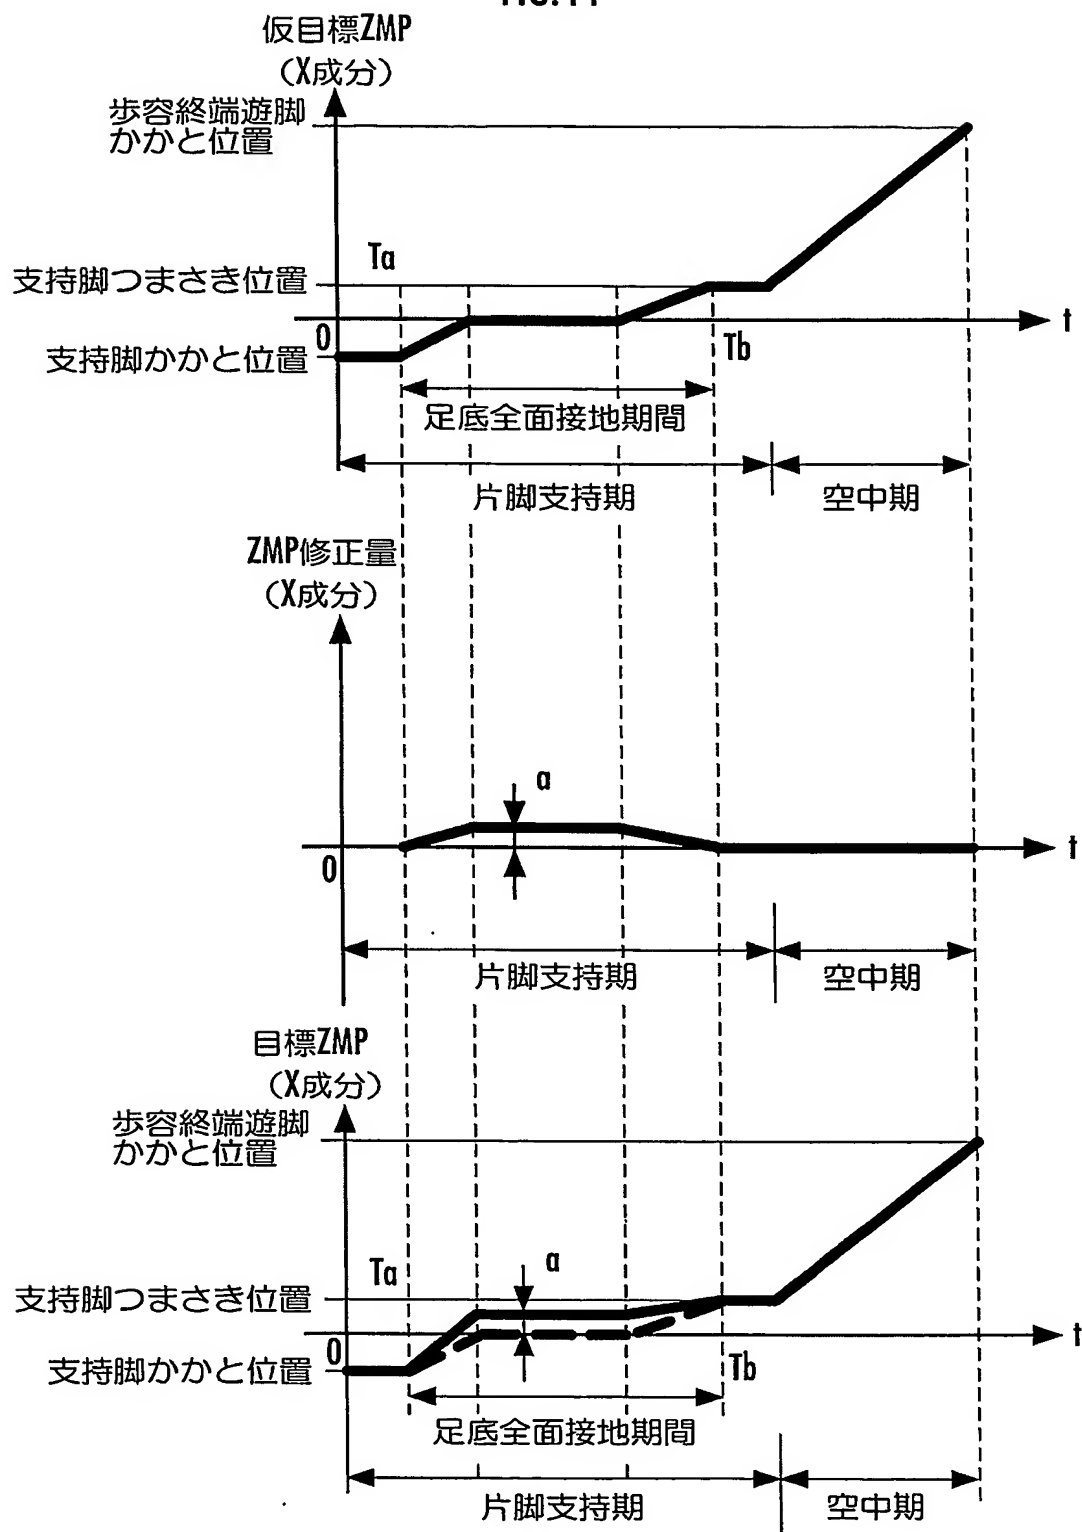 仮目標ZMP
（X成分）
歩容終端遊脚
かかと位置
Ta
支持脚つまさき位置
t
0
Tb
支持脚かかと位置
足底全面接地期間
片脚支持期
空中期
ZMP修正量
（X成分）
a
0
t
片脚支持期
空中期
目標ZMP
（X成分）
歩容終端遊脚
かかと位置
Ta
a
支持脚つまさき位置
t
0
支持脚かかと位置
Tb
足底全面接地期間
片脚支持期
空中期